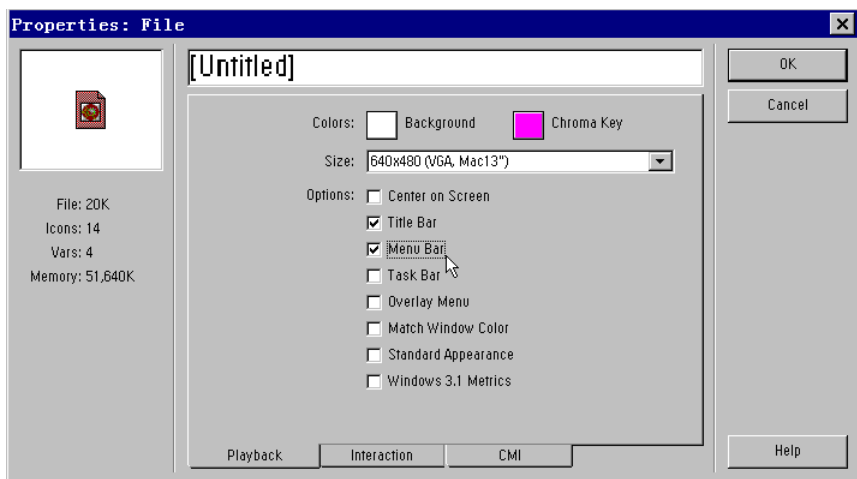 Properties: File
[Untitled]
OK
Cancel
Colors: Background Chroma Key
Size: 640x480 (VGA, Mac13")
Options: Center on Screen
Title Bar
Menu Bar
Task Bar
Overlay Menu
Match Window Color
Standard Appearance
Windows 3.1 Metrics
File: 20K
Icons: 14
Vars: 4
Memory: 51,640K
Playback Interaction CMI
Help